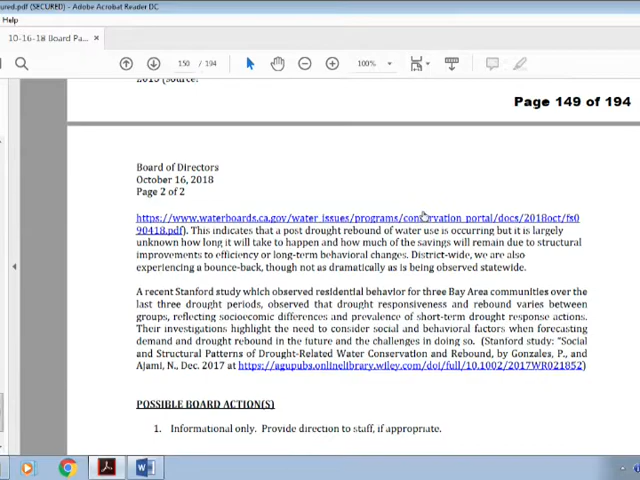 ured.pdf (SECURED) - Adobe Acrobat Reader DC
Help
10-16-18 Board Pa... ×
150 / 194
100%
2015 (source:
Page 149 of 194
Board of Directors
October 16, 2018
Page 2 of 2
https://www.waterboards.ca.gov/water_issues/programs/conservation_portal/docs/2018oct/fs0
90418.pdf). This indicates that a post drought rebound of water use is occurring but it is largely
unknown how long it will take to happen and how much of the savings will remain due to structural
improvements to efficiency or long-term behavioral changes. District-wide, we are also
experiencing a bounce-back, though not as dramatically as is being observed statewide.
A recent Stanford study which observed residential behavior for three Bay Area communities over the
last three drought periods, observed that drought responsiveness and rebound varies between
groups, reflecting socioecomic differences and prevalence of short-term drought response actions.
Their investigations highlight the need to consider social and behavioral factors when forecasting
demand and drought rebound in the future and the challenges in doing so. (Stanford study: "Social
and Structural Patterns of Drought-Related Water Conservation and Rebound, by Gonzales, P., and
Ajami, N., Dec. 2017 at https://agupubs.onlinelibrary.wiley.com/doi/full/10.1002/2017WR021852)
POSSIBLE BOARD ACTION(S)
1. Informational only. Provide direction to staff, if appropriate.